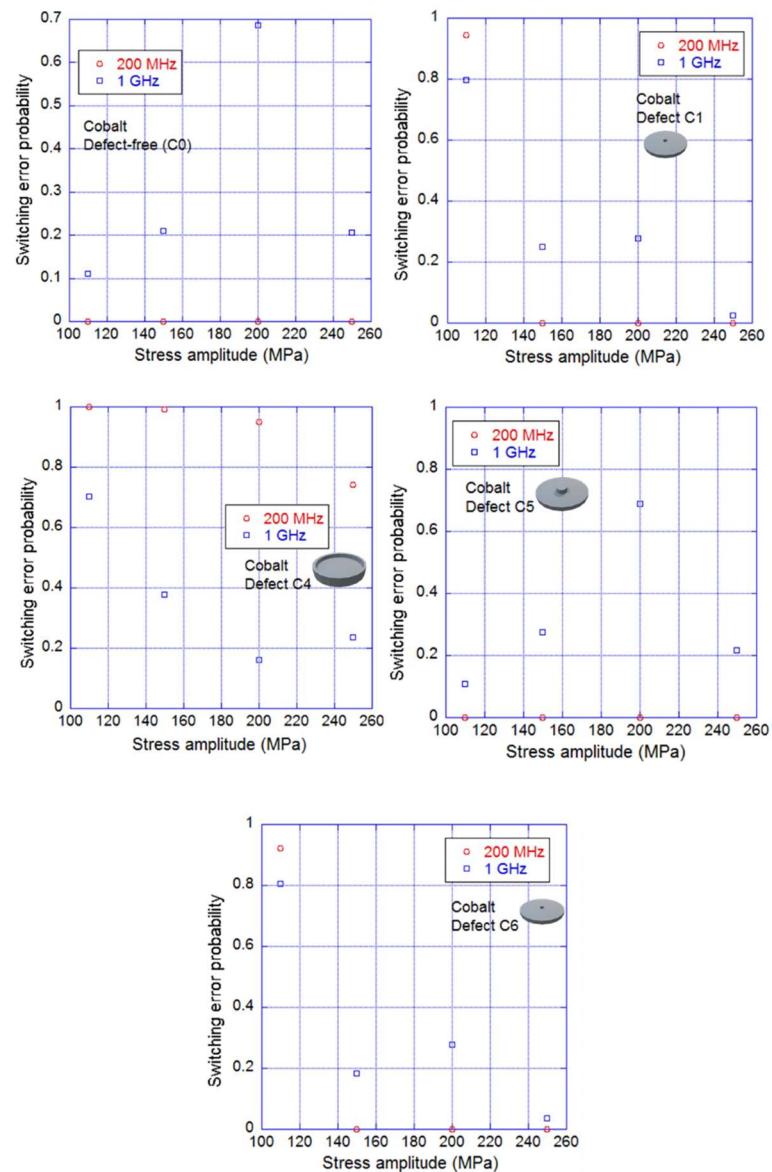 0.7
0.6
0.5
0.4
0.3
0.2
0.1
0
Switching error probability
200 MHz
1 GHz
Cobalt
Defect-free (C0)
100 120 140 160 180 200 220 240 260
Stress amplitude (MPa)
1
0.8
0.6
0.4
0.2
0
Switching error probability
200 MHz
1 GHz
Cobalt
Defect C1
100 120 140 160 180 200 220 240 260
Stress amplitude (MPa)
1
0.8
0.6
0.4
0.2
0
Switching error probability
200 MHz
1 GHz
Cobalt
Defect C4
100 120 140 160 180 200 220 240 260
Stress amplitude (MPa)
1
0.8
0.6
0.4
0.2
0
Switching error probability
200 MHz
1 GHz
Cobalt
Defect C5
100 120 140 160 180 200 220 240 260
Stress amplitude (MPa)
1
0.8
0.6
0.4
0.2
0
Switching error probability
200 MHz
1 GHz
Cobalt
Defect C6
100 120 140 160 180 200 220 240 260
Stress amplitude (MPa)